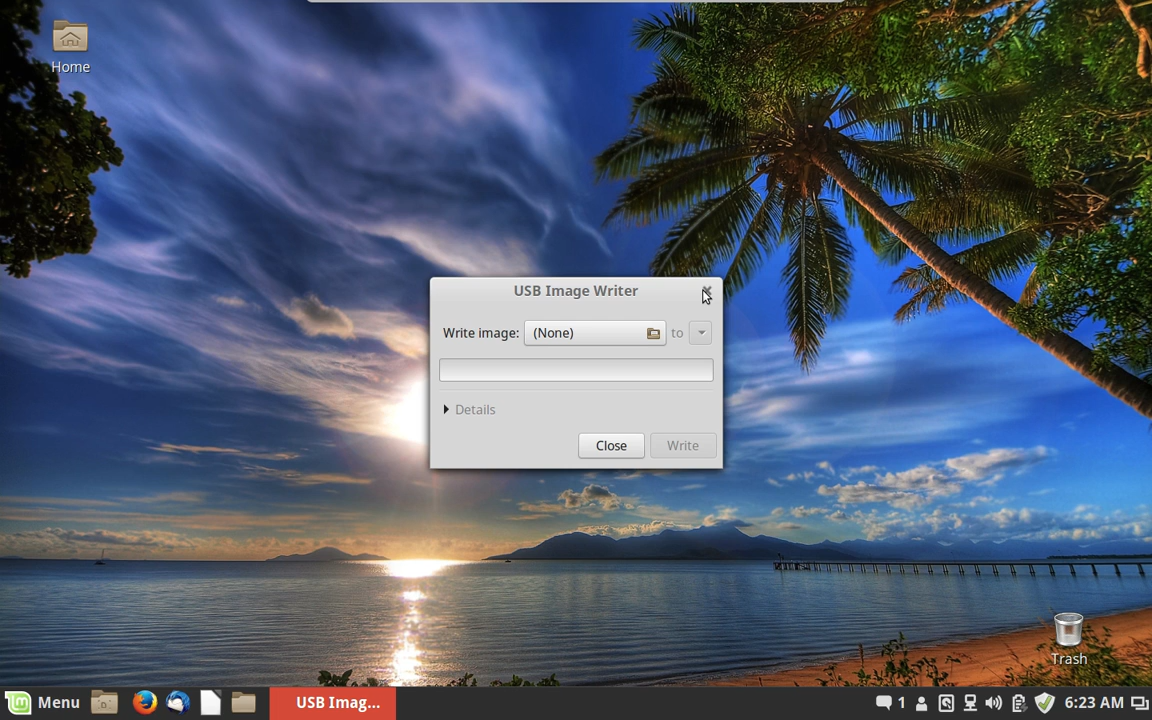 Home
USB Image Writer
Write image: (None) to
Details
Close Write
Trash
Menu USB Imag... 1 6:23 AM